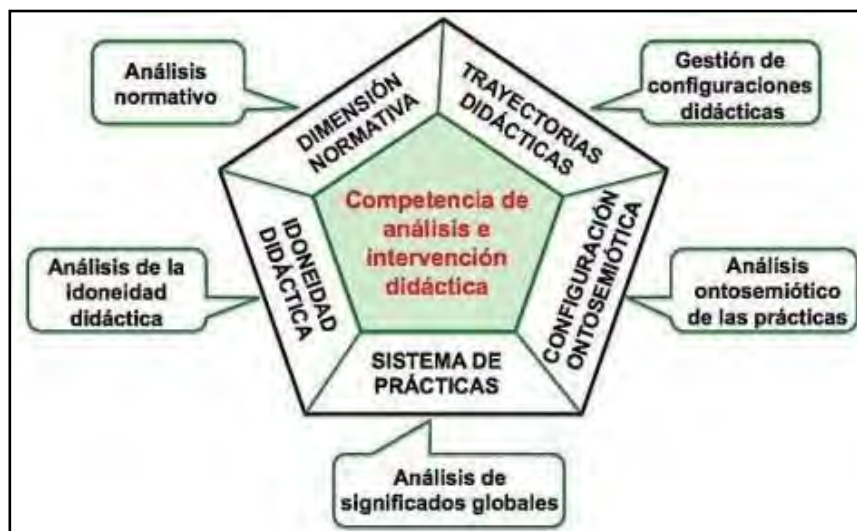 Análisis
normativo
DIMENSIÓN
NORMATIVA
TRAYECTORIAS
DIDÁCTICAS
Gestión de
configuraciones
didácticas
Competencia de
análisis e
intervención
didáctica
IDONEIDAD
DIDÁCTICA
CONFIGURACIÓN
ONTOSEMIÓTICA
Análisis de la
idoneidad
didáctica
Análisis
ontosemiótico
de las prácticas
SISTEMA DE
PRÁCTICAS
Análisis de
significados globales